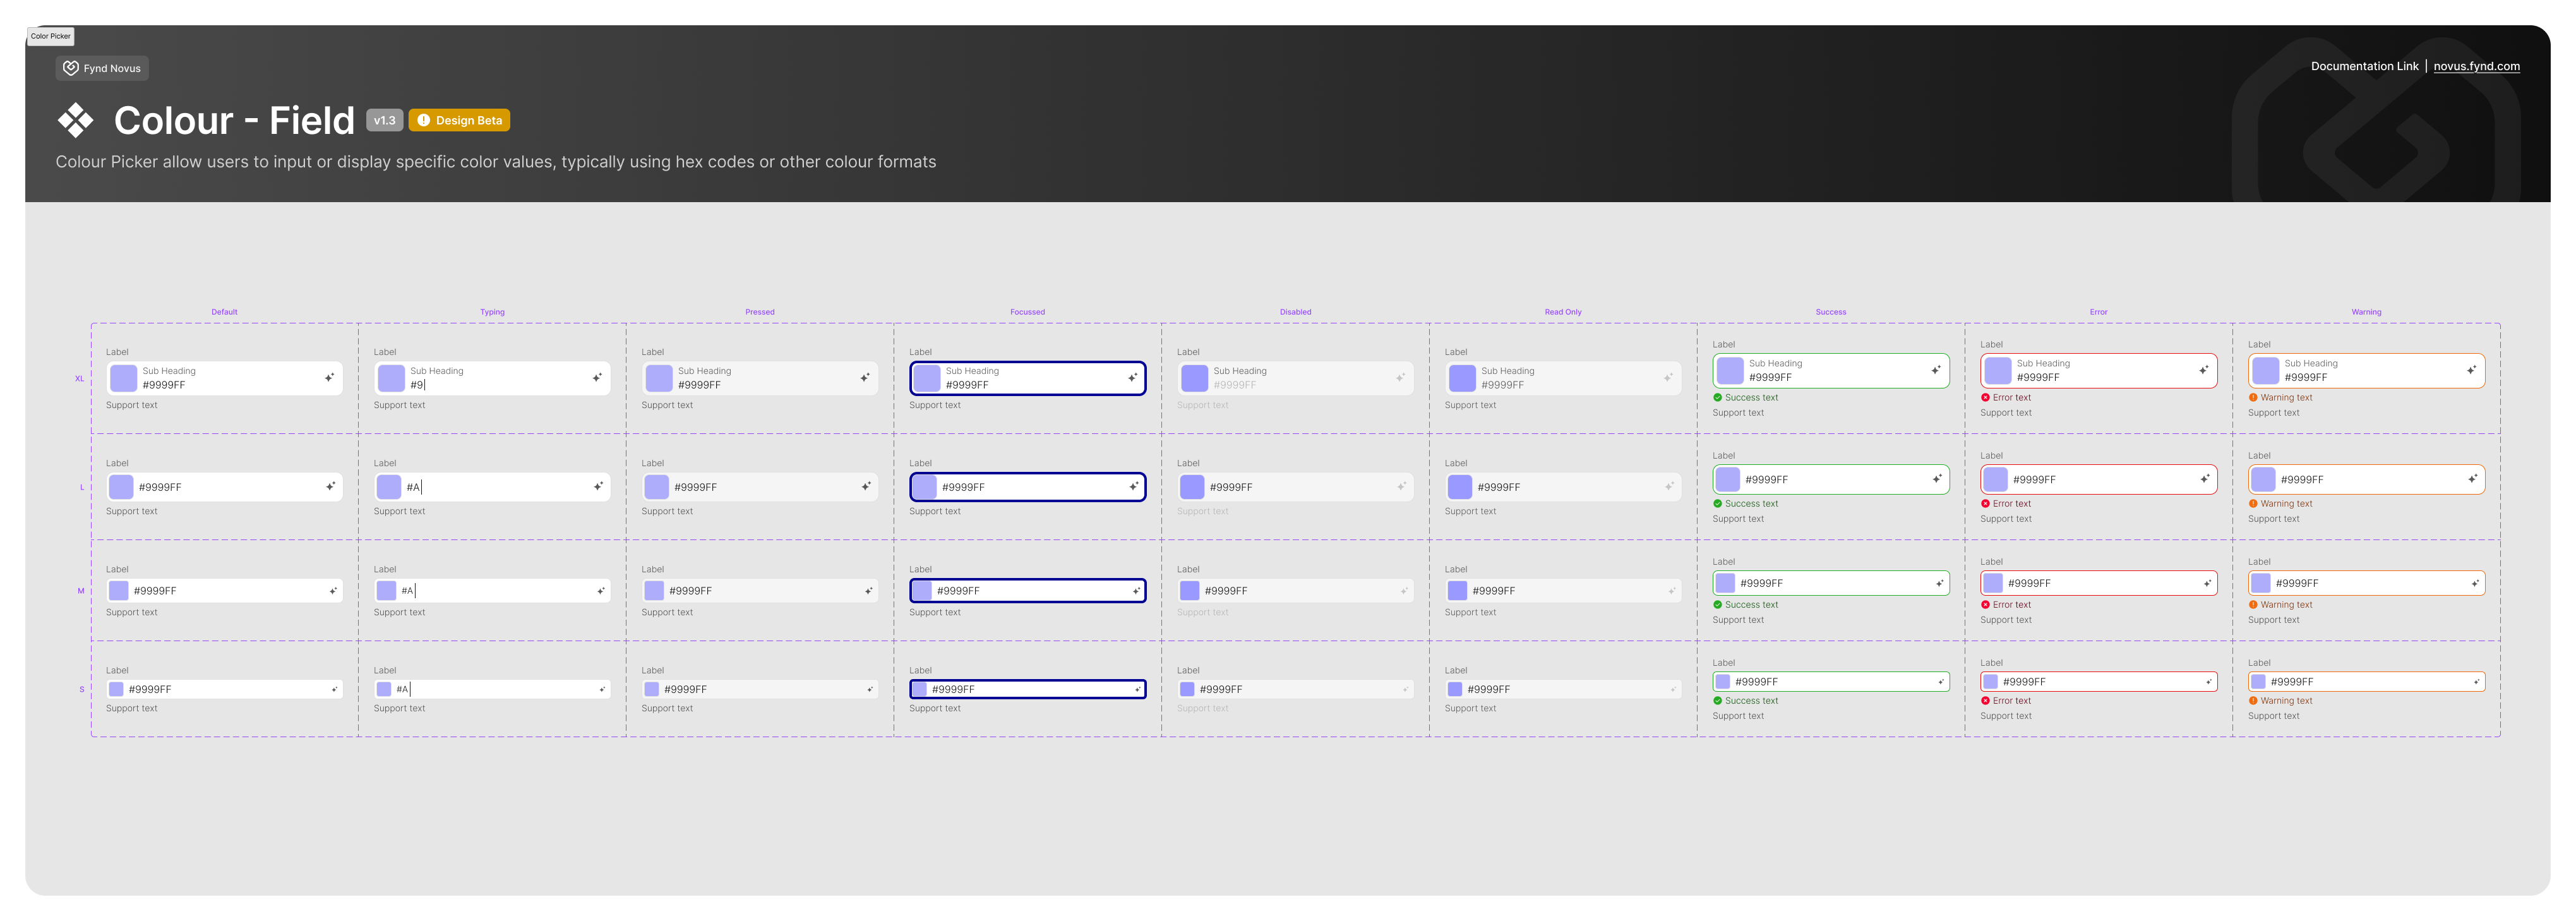 Color Picker
Fynd Novus
Documentation Link | novus.fynd.com
Colour - Field v1.3 Design Beta
Colour Picker allow users to input or display specific color values, typically using hex codes or other colour formats
Default Typing Pressed Focussed Disabled Read Only Success Error Warning
Label Label Label
Label Label Label Label Label Label
Sub Heading Sub Heading Sub Heading
Sub Heading Sub Heading Sub Heading Sub Heading Sub Heading Sub Heading
XL
#9999FF #9999FF #9999FF
#9999FF #9| #9999FF #9999FF #9999FF #9999FF
Success text Error text Warning text
Support text Support text Support text Support text Support text Support text
Support text Support text Support text
Label Label Label
Label Label Label Label Label Label
#9999FF #9999FF #9999FF
L #9999FF #A| #9999FF #9999FF #9999FF #9999FF
Success text Error text Warning text
Support text Support text Support text Support text Support text Support text
Support text Support text Support text
Label Label Label
Label Label Label Label Label Label
#9999FF #9999FF #9999FF
M #9999FF #A| #9999FF #9999FF #9999FF #9999FF
Success text Error text Warning text
Support text Support text Support text Support text Support text Support text
Support text Support text Support text
Label Label Label
Label Label Label Label Label Label
#9999FF #9999FF #9999FF
S #9999FF #A| #9999FF #9999FF #9999FF #9999FF
Success text Error text Warning text
Support text Support text Support text Support text Support text Support text
Support text Support text Support text